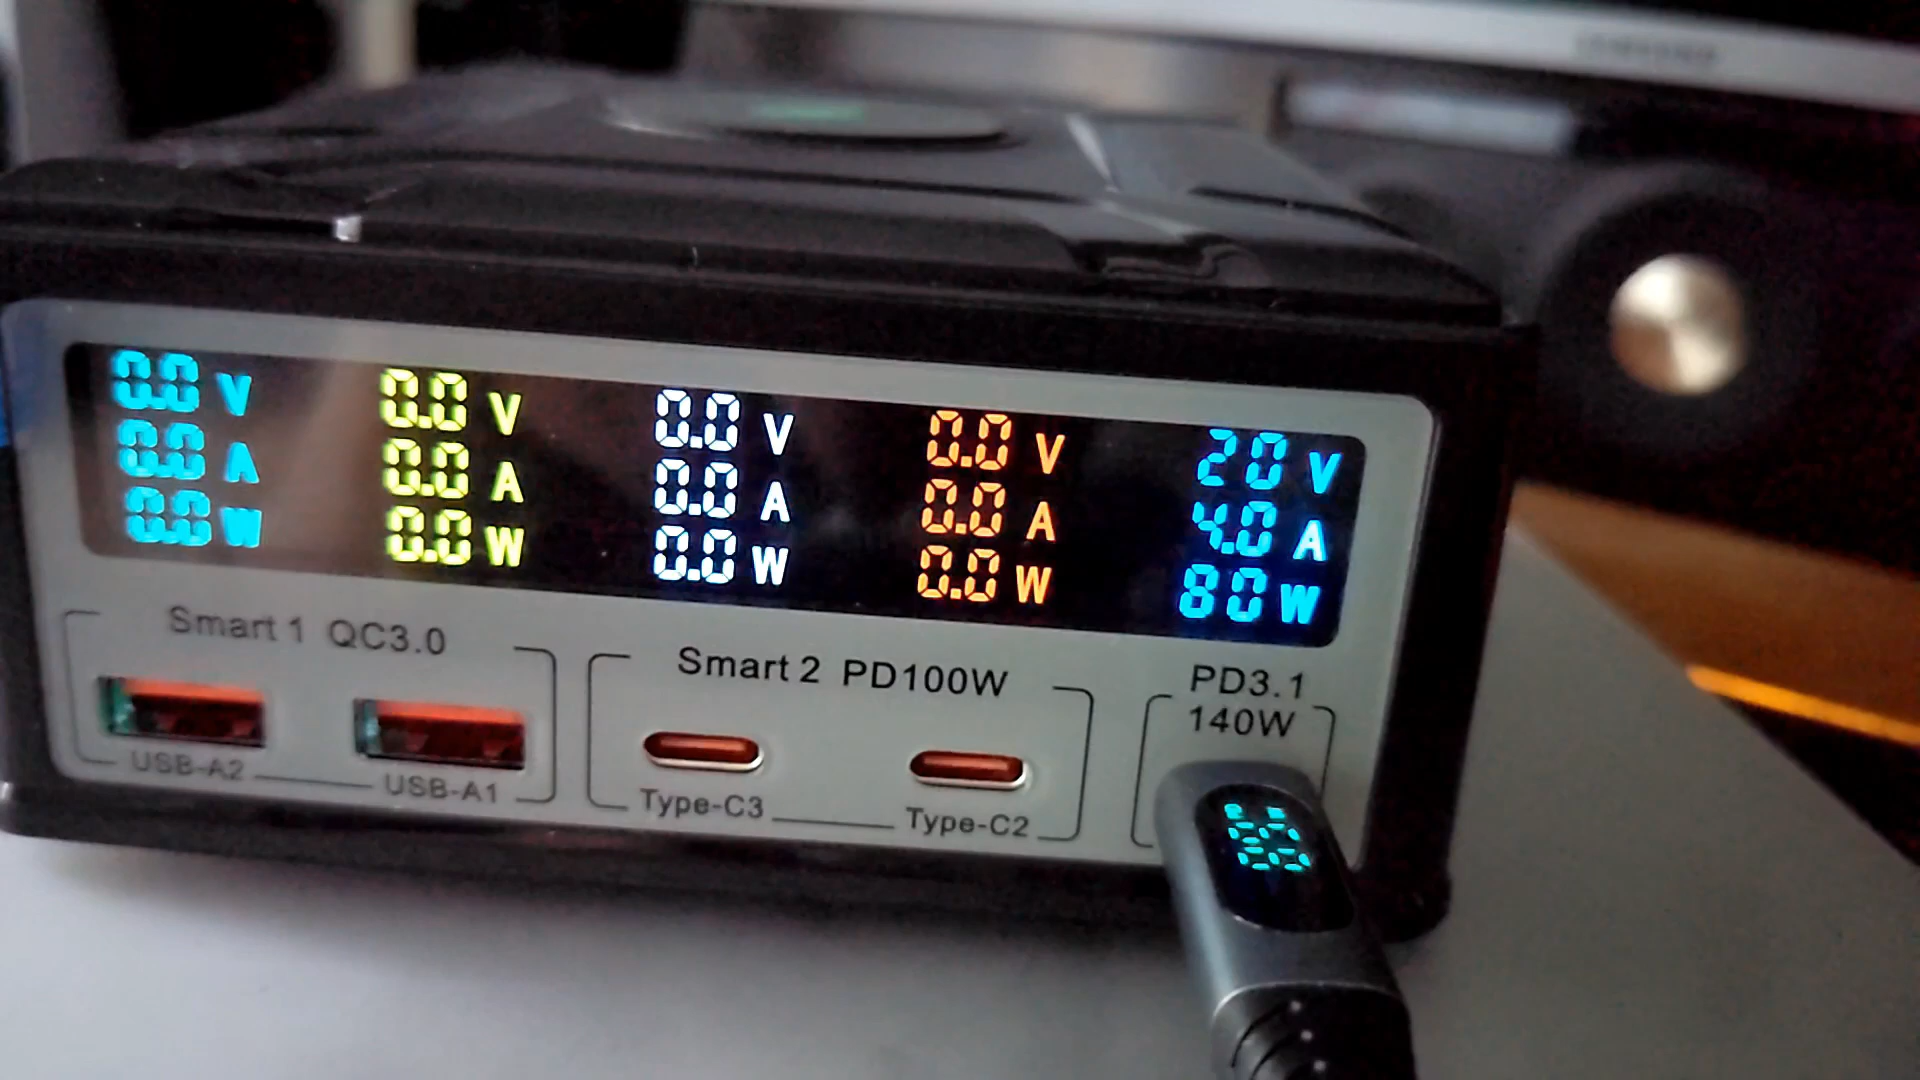 0.0 V 0.0 V 0.0 V 0.0 V 20 V
0.0 A 0.0 A 0.0 A 0.0 A 4.0 A
0.0 W 0.0 W 0.0 W 0.0 W 80 W
Smart 1 QC3.0
Smart 2 PD100W
PD3.1
140W
USB-A2
USB-A1
Type-C3
Type-C2